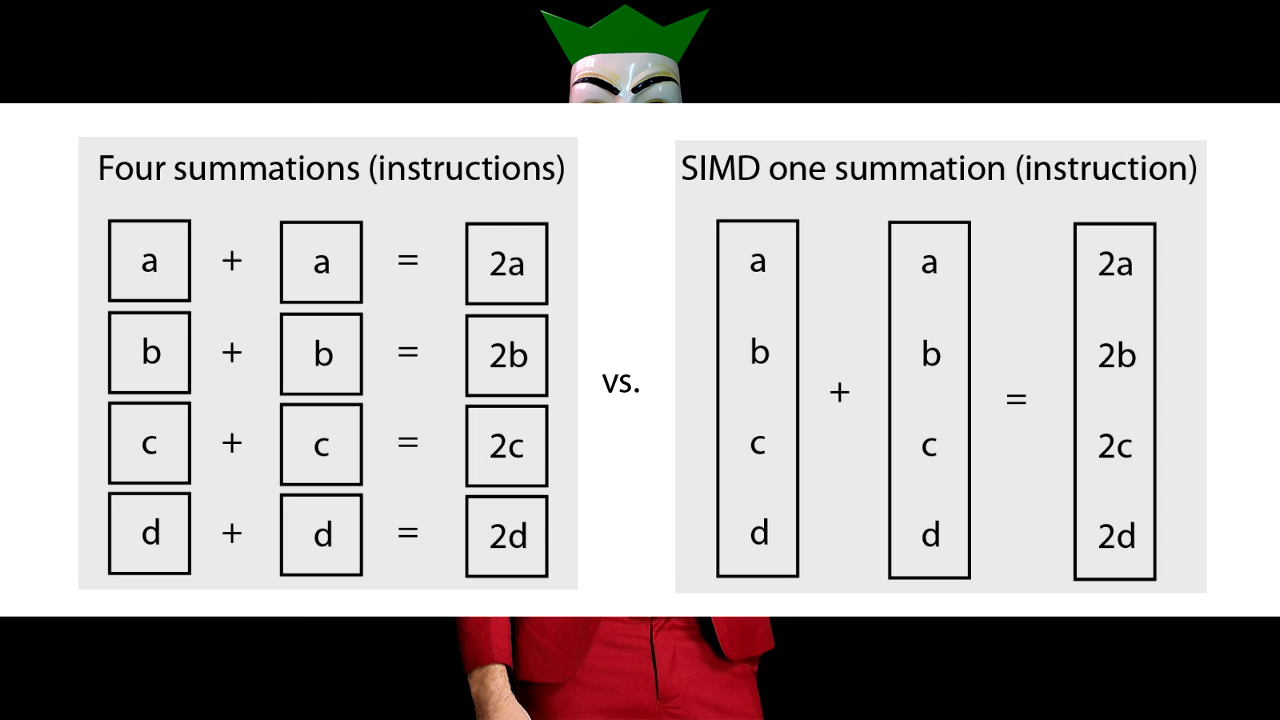 Four summations (instructions)
a + a = 2a
b + b = 2b
c + c = 2c
d + d = 2d
vs.
SIMD one summation (instruction)
a a 2a
b b 2b
+ =
c c 2c
d d 2d